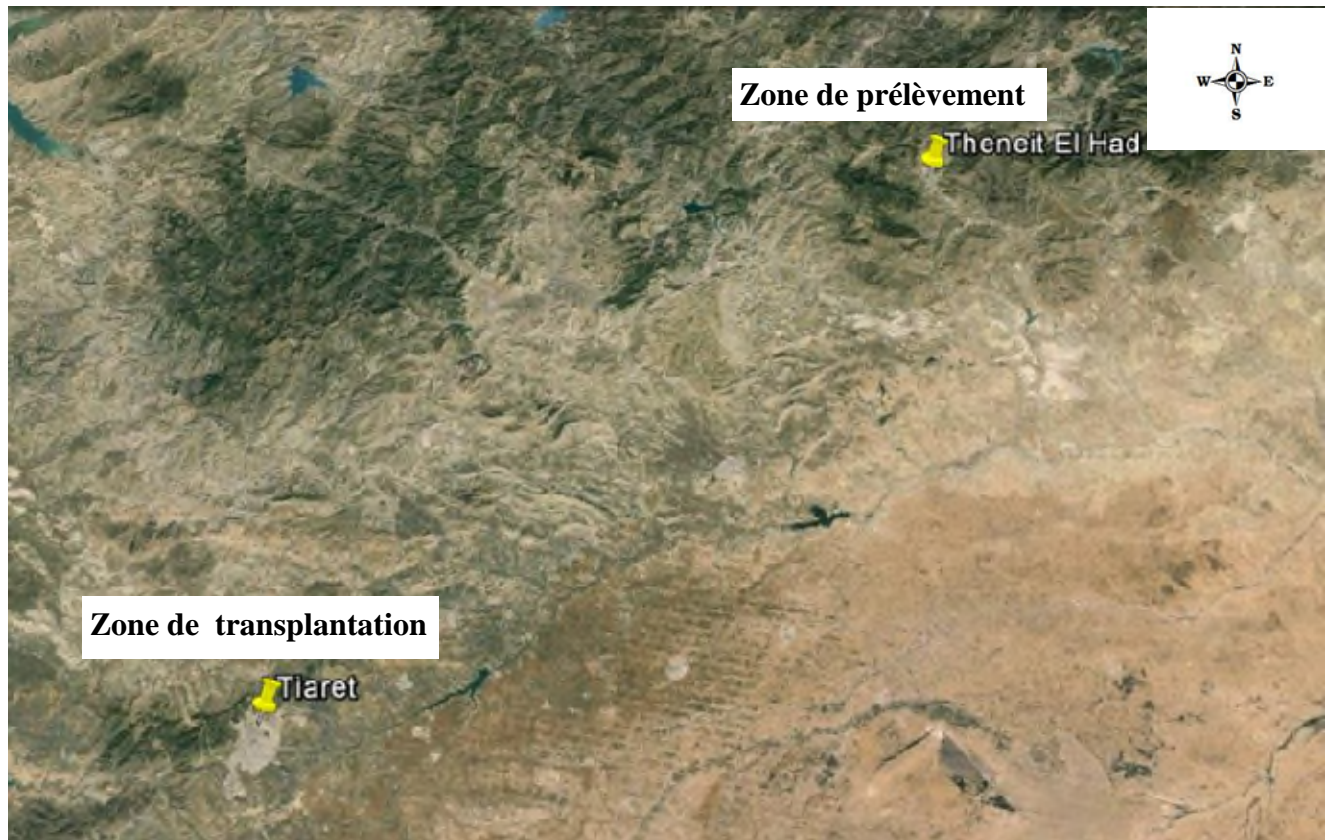 Zone de prélèvement
N
W E
S
Theneit El Had
Zone de transplantation
Tiaret